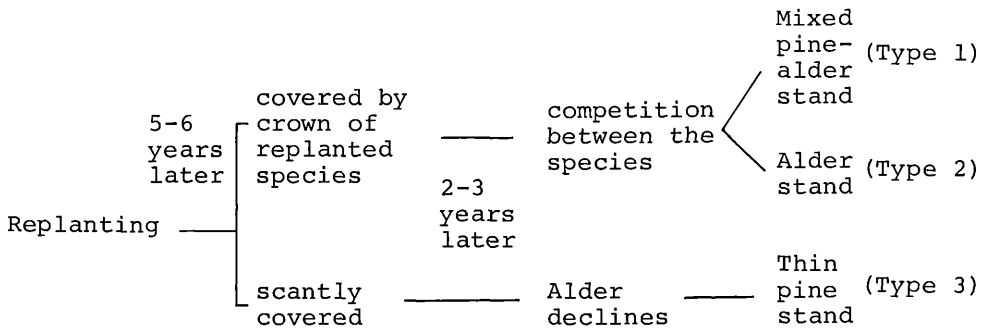 Replanting
5-6
years
later
covered by
crown of
replanted
species
competition
between the
species
Mixed
pine-
alder
stand
(Type 1)
Alder
stand
(Type 2)
2-3
years
later
scantly
covered
Alder
declines
Thin
pine
stand
(Type 3)